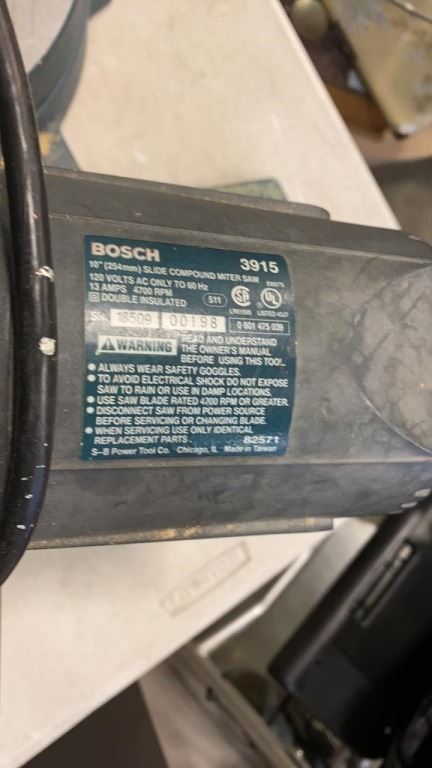 BOSCH 3915
10" (254mm) SLIDE COMPOUND MITER SAW
120 VOLTS AC ONLY TO 60 Hz
13 AMPS 4700 RPM
DOUBLE INSULATED 511
LISTED
00198 0 601 475 039
WARNING READ AND UNDERSTAND
THE OWNER'S MANUAL
BEFORE USING THIS TOOL.
• ALWAYS WEAR SAFETY GOGGLES.
• TO AVOID ELECTRICAL SHOCK DO NOT EXPOSE
SAW TO RAIN OR USE IN DAMP LOCATIONS.
• USE SAW BLADE RATED 4700 RPM OR GREATER.
• DISCONNECT SAW FROM POWER SOURCE
BEFORE SERVICING OR CHANGING BLADE.
• WHEN SERVICING USE ONLY IDENTICAL
REPLACEMENT PARTS. 82571
S-B Power Tool Co. Chicago, IL Made in Taiwan